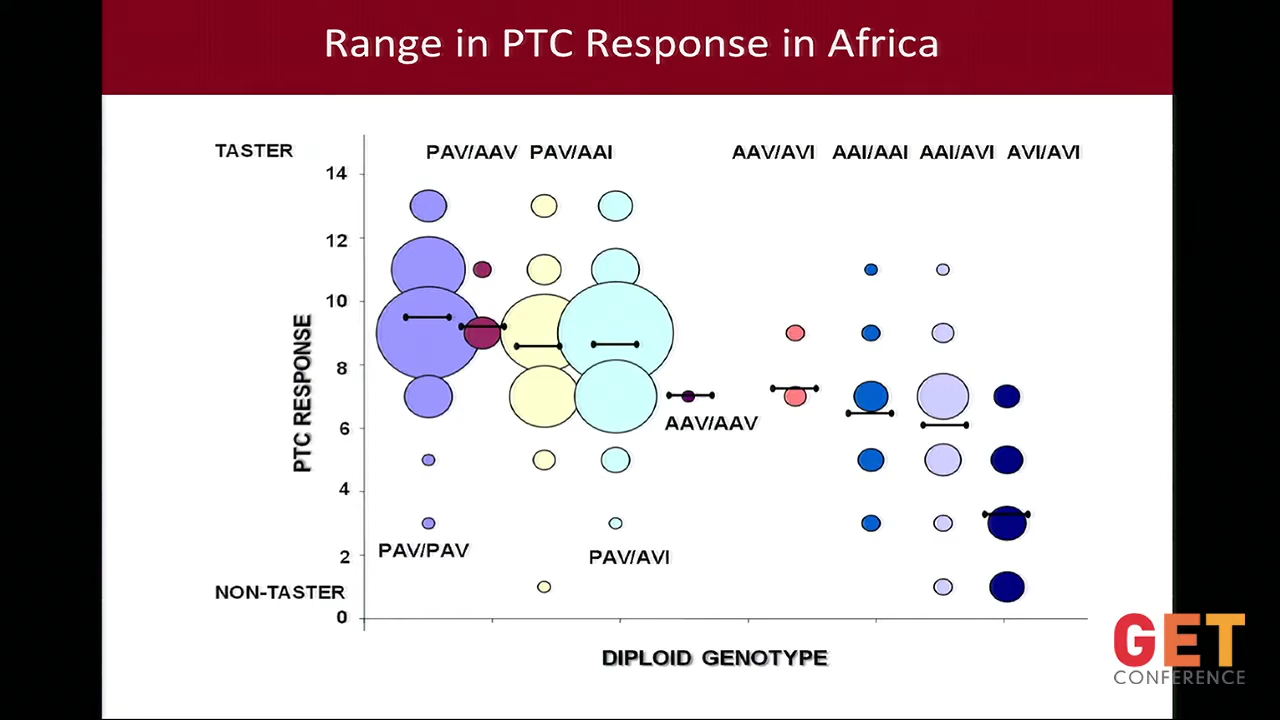 Range in PTC Response in Africa
TASTER
PAV/AAV PAV/AAI AAV/AVI AAI/AAI AAI/AVI AVI/AVI
14
12
10
8
6
4
2
0
PTC RESPONSE
AAV/AAV
PAV/PAV
PAV/AVI
NON-TASTER
DIPLOID GENOTYPE
GET
CONFERENCE